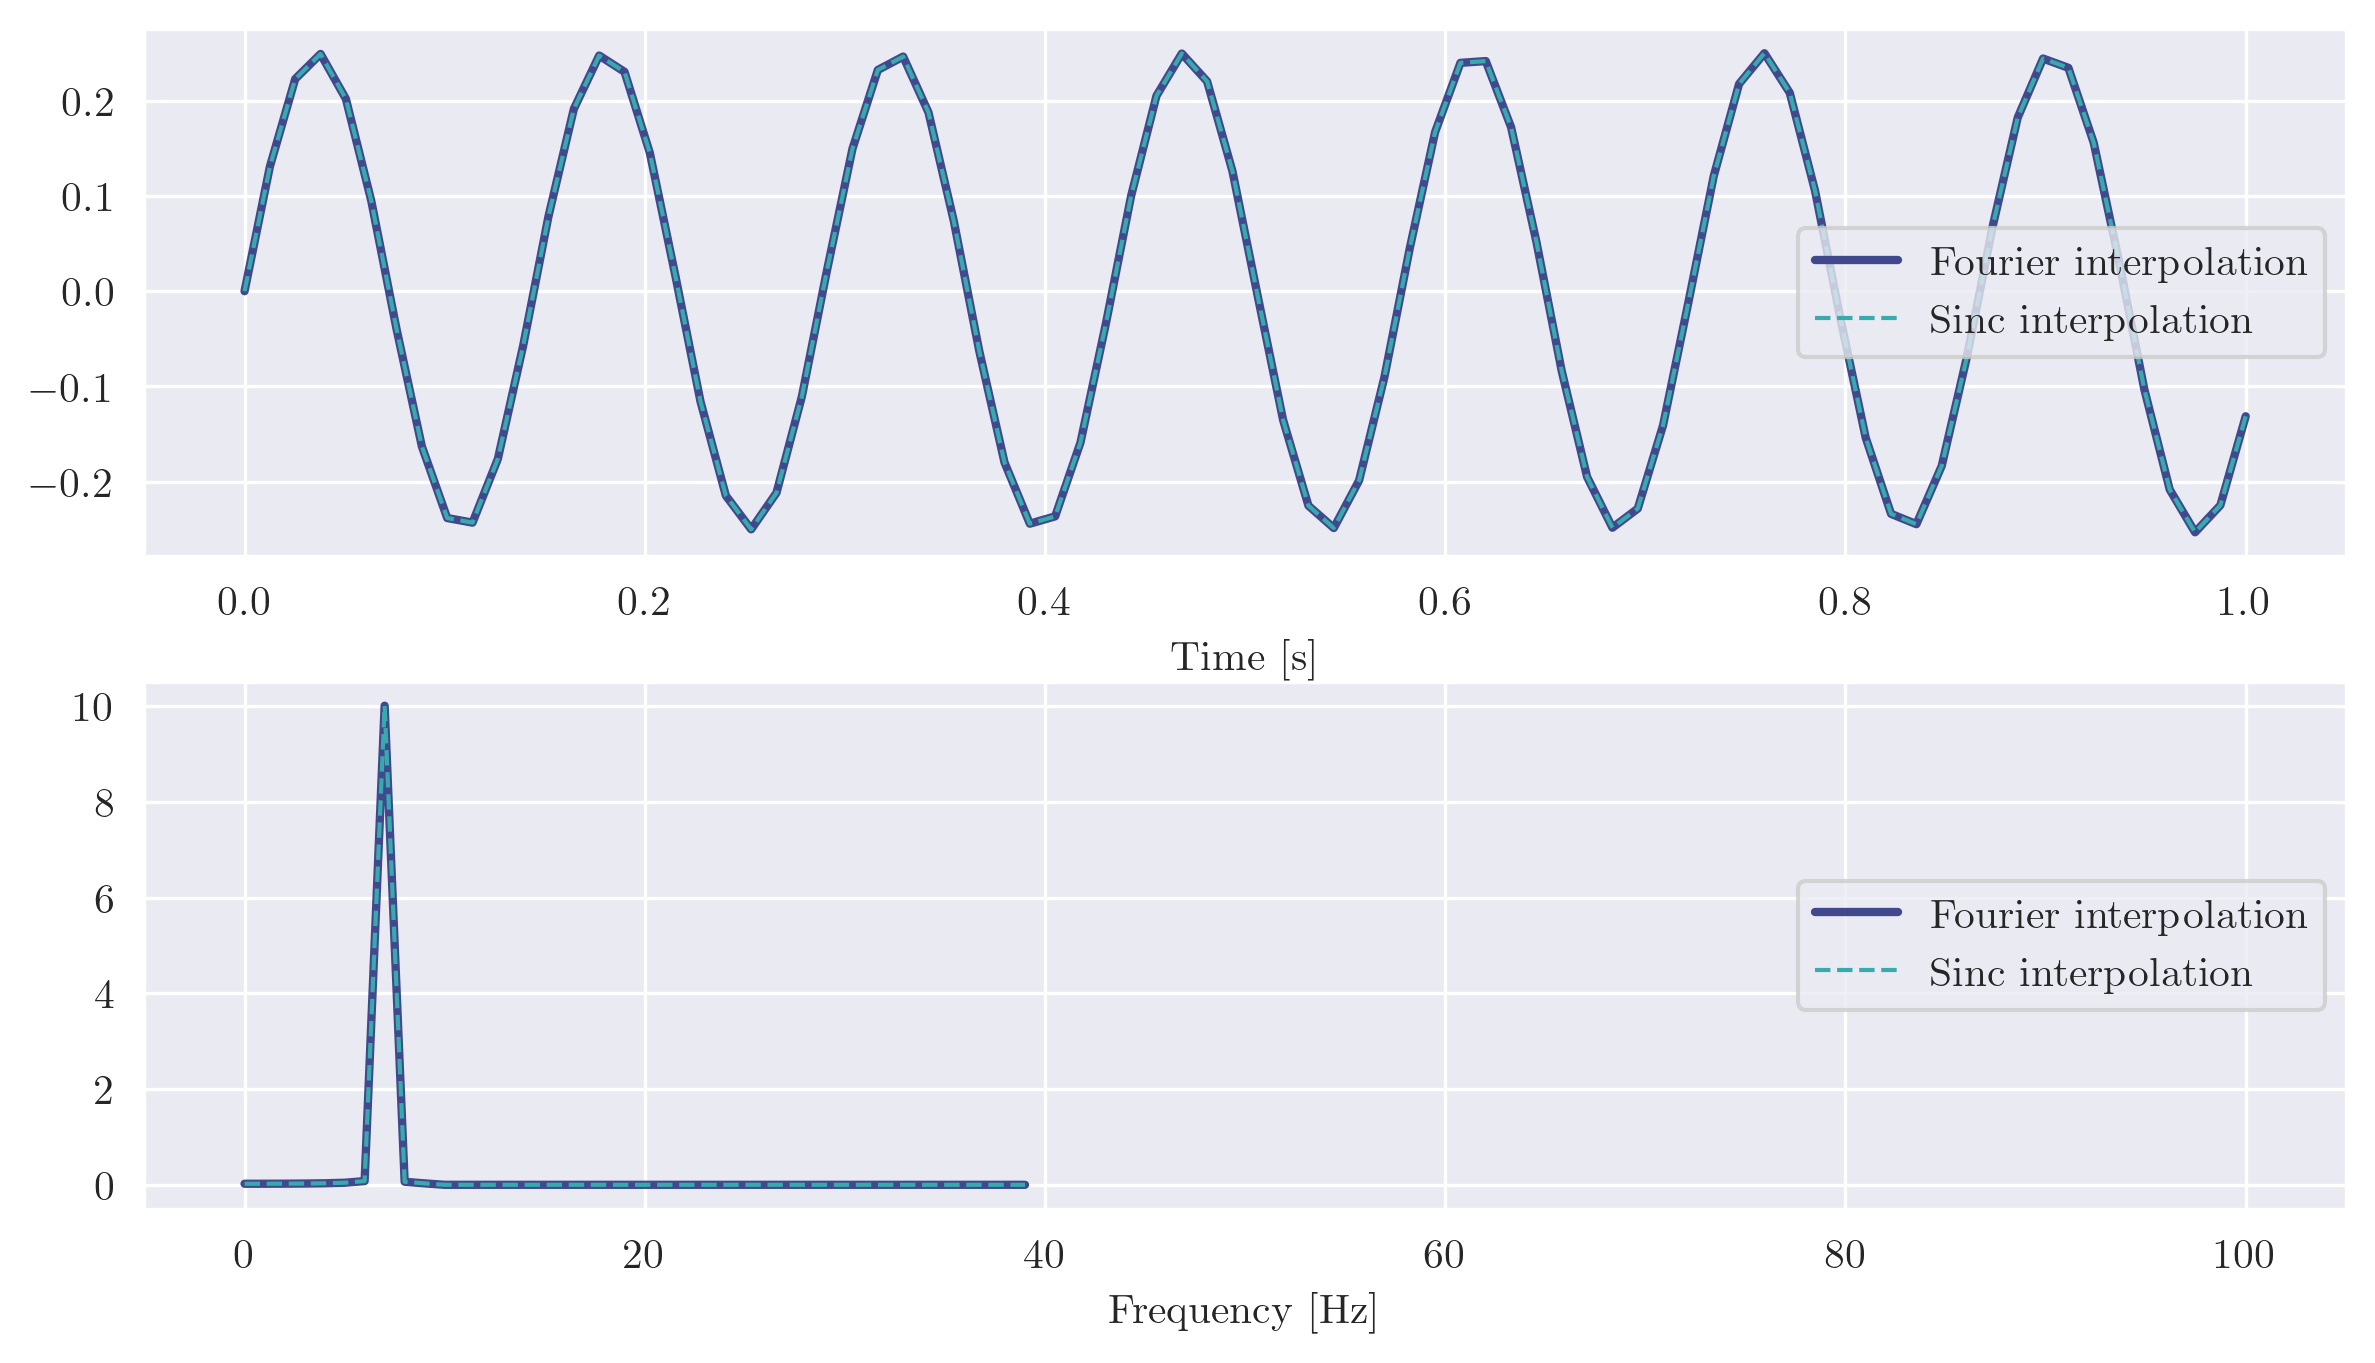 0.2
0.1
0.0
−0.1
−0.2
0.0 0.2 0.4 0.6 0.8 1.0
Time [s]
Fourier interpolation
Sinc interpolation
10
8
6
4
2
0
0 20 40 60 80 100
Frequency [Hz]
Fourier interpolation
Sinc interpolation